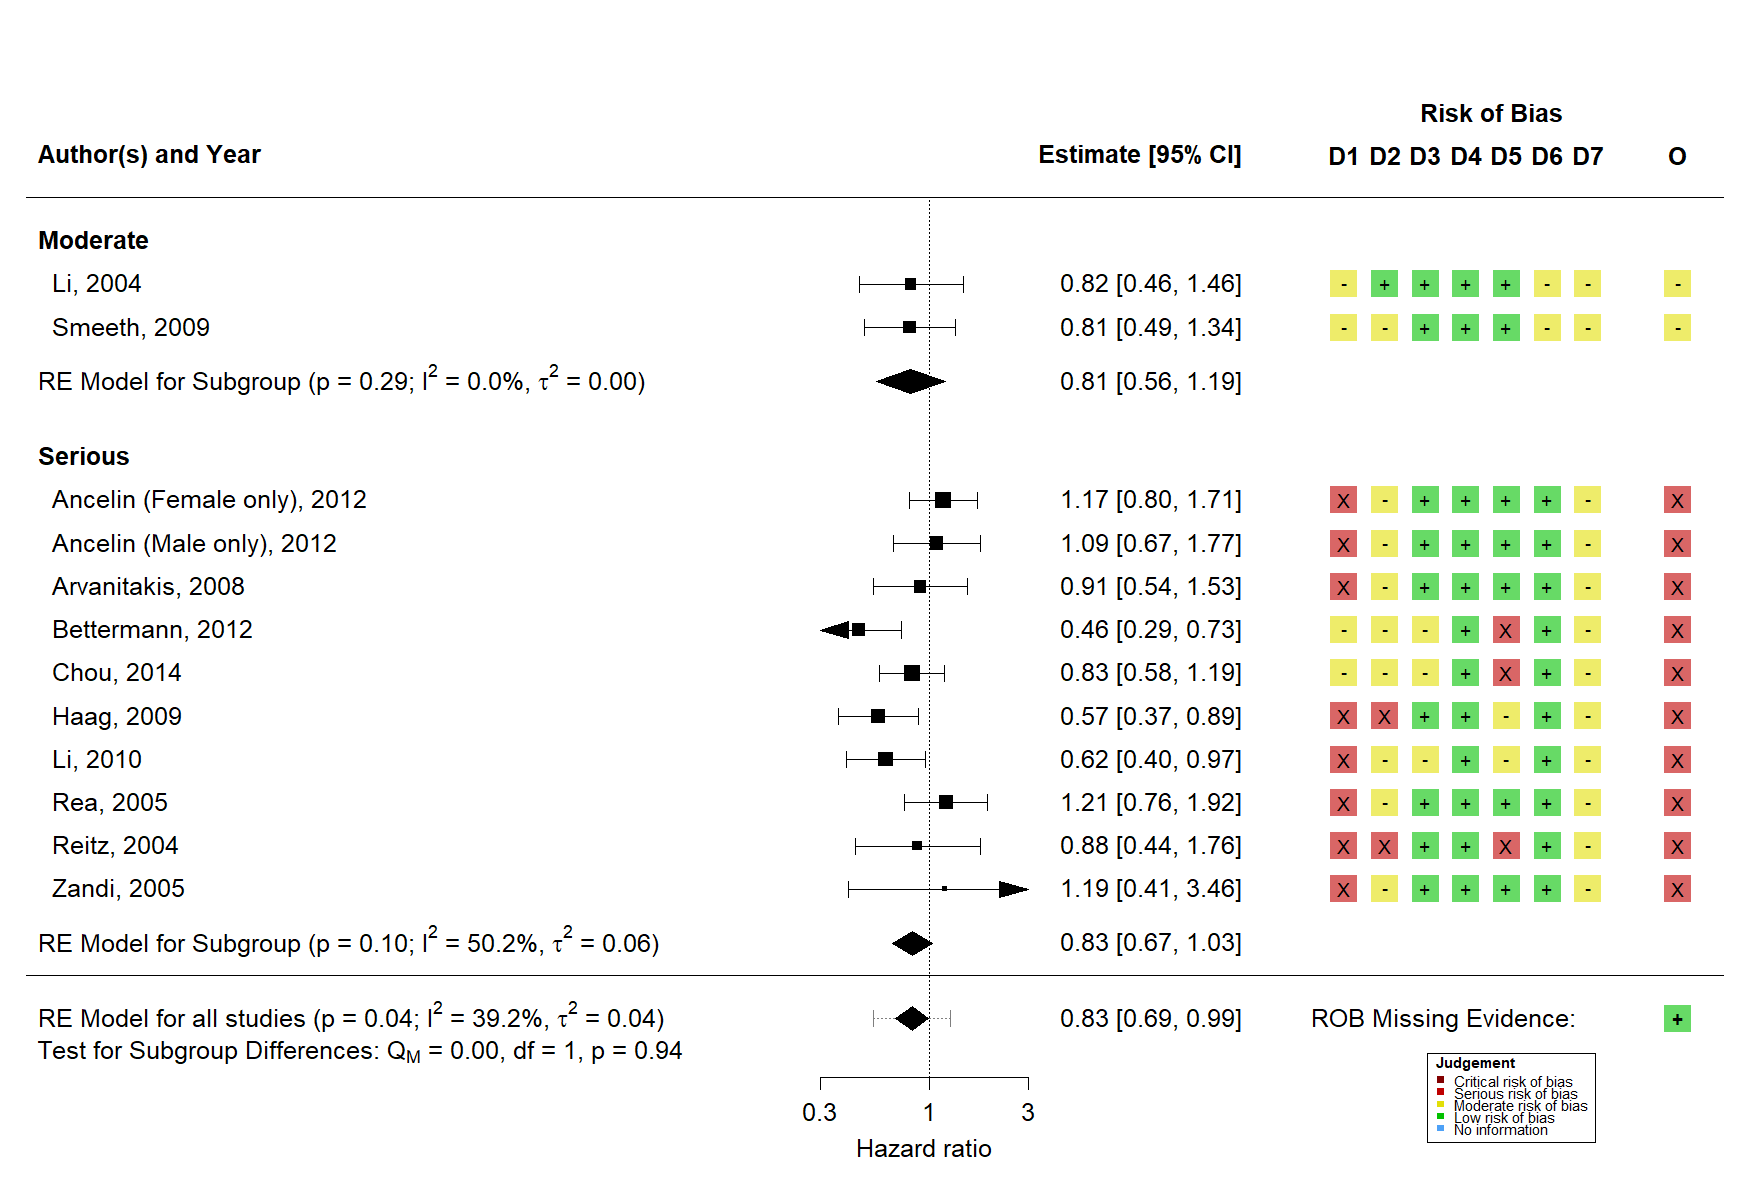 Risk of Bias
Author(s) and Year Estimate [95% CI] D1 D2 D3 D4 D5 D6 D7 O
Moderate
Li, 2004 0.82 [0.46, 1.46] - + + + + - - -
Smeeth, 2009 0.81 [0.49, 1.34] - - + + + - - -
RE Model for Subgroup (p = 0.29; I² = 0.0%, τ² = 0.00) 0.81 [0.56, 1.19]
Serious
Ancelin (Female only), 2012 1.17 [0.80, 1.71] X - + + + + - X
Ancelin (Male only), 2012 1.09 [0.67, 1.77] X - + + + + - X
Arvanitakis, 2008 0.91 [0.54, 1.53] X - + + + + - X
Bettermann, 2012 0.46 [0.29, 0.73] - - - + X + - X
Chou, 2014 0.83 [0.58, 1.19] - - - + X + - X
Haag, 2009 0.57 [0.37, 0.89] X X + + - + - X
Li, 2010 0.62 [0.40, 0.97] X - - + - + - X
Rea, 2005 1.21 [0.76, 1.92] X - + + + + - X
Reitz, 2004 0.88 [0.44, 1.76] X X + + X + - X
Zandi, 2005 1.19 [0.41, 3.46] X - + + + + - X
RE Model for Subgroup (p = 0.10; I² = 50.2%, τ² = 0.06) 0.83 [0.67, 1.03]
RE Model for all studies (p = 0.04; I² = 39.2%, τ² = 0.04) 0.83 [0.69, 0.99] ROB Missing Evidence: +
Test for Subgroup Differences: Q_M = 0.00, df = 1, p = 0.94
Judgement
Critical risk of bias
Serious risk of bias
Moderate risk of bias
Low risk of bias
No information
0.3 1 3
Hazard ratio